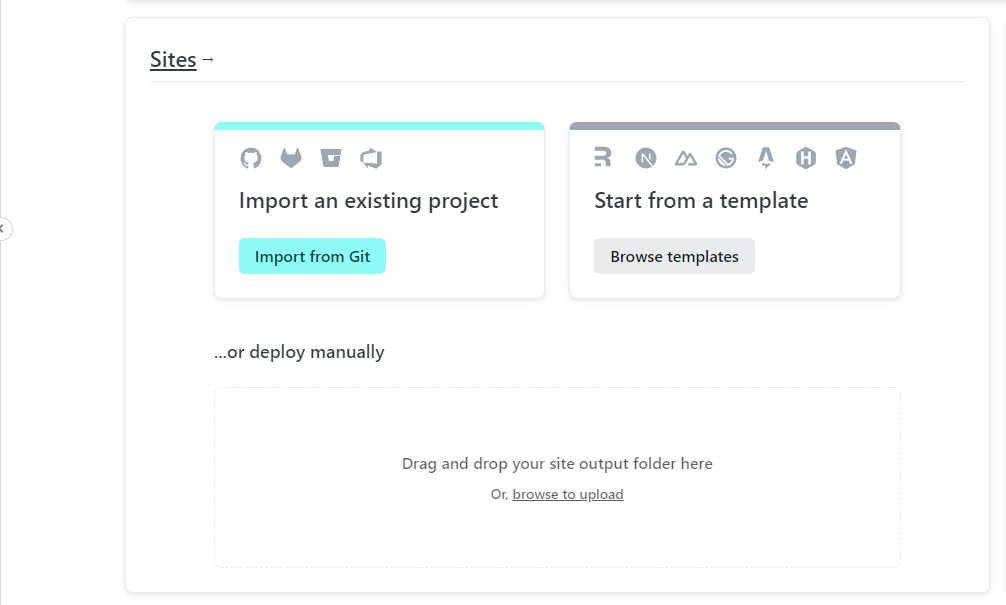 Sites →
Import an existing project
Import from Git
Start from a template
Browse templates
...or deploy manually
Drag and drop your site output folder here
Or, browse to upload